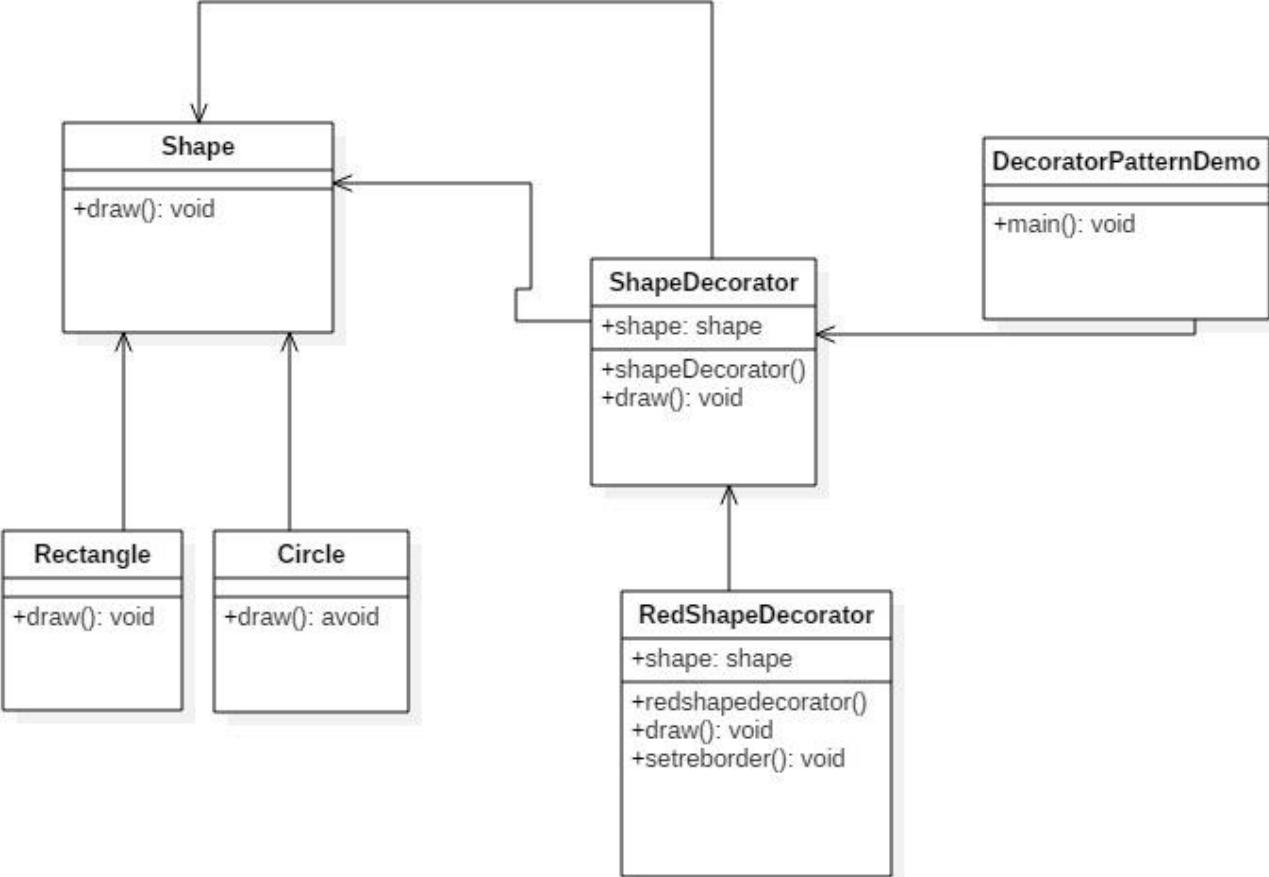 Shape
+draw(): void
DecoratorPatternDemo
+main(): void
ShapeDecorator
+shape: shape
+shapeDecorator()
+draw(): void
Rectangle
+draw(): void
Circle
+draw(): avoid
RedShapeDecorator
+shape: shape
+redshapedecorator()
+draw(): void
+setreborder(): void